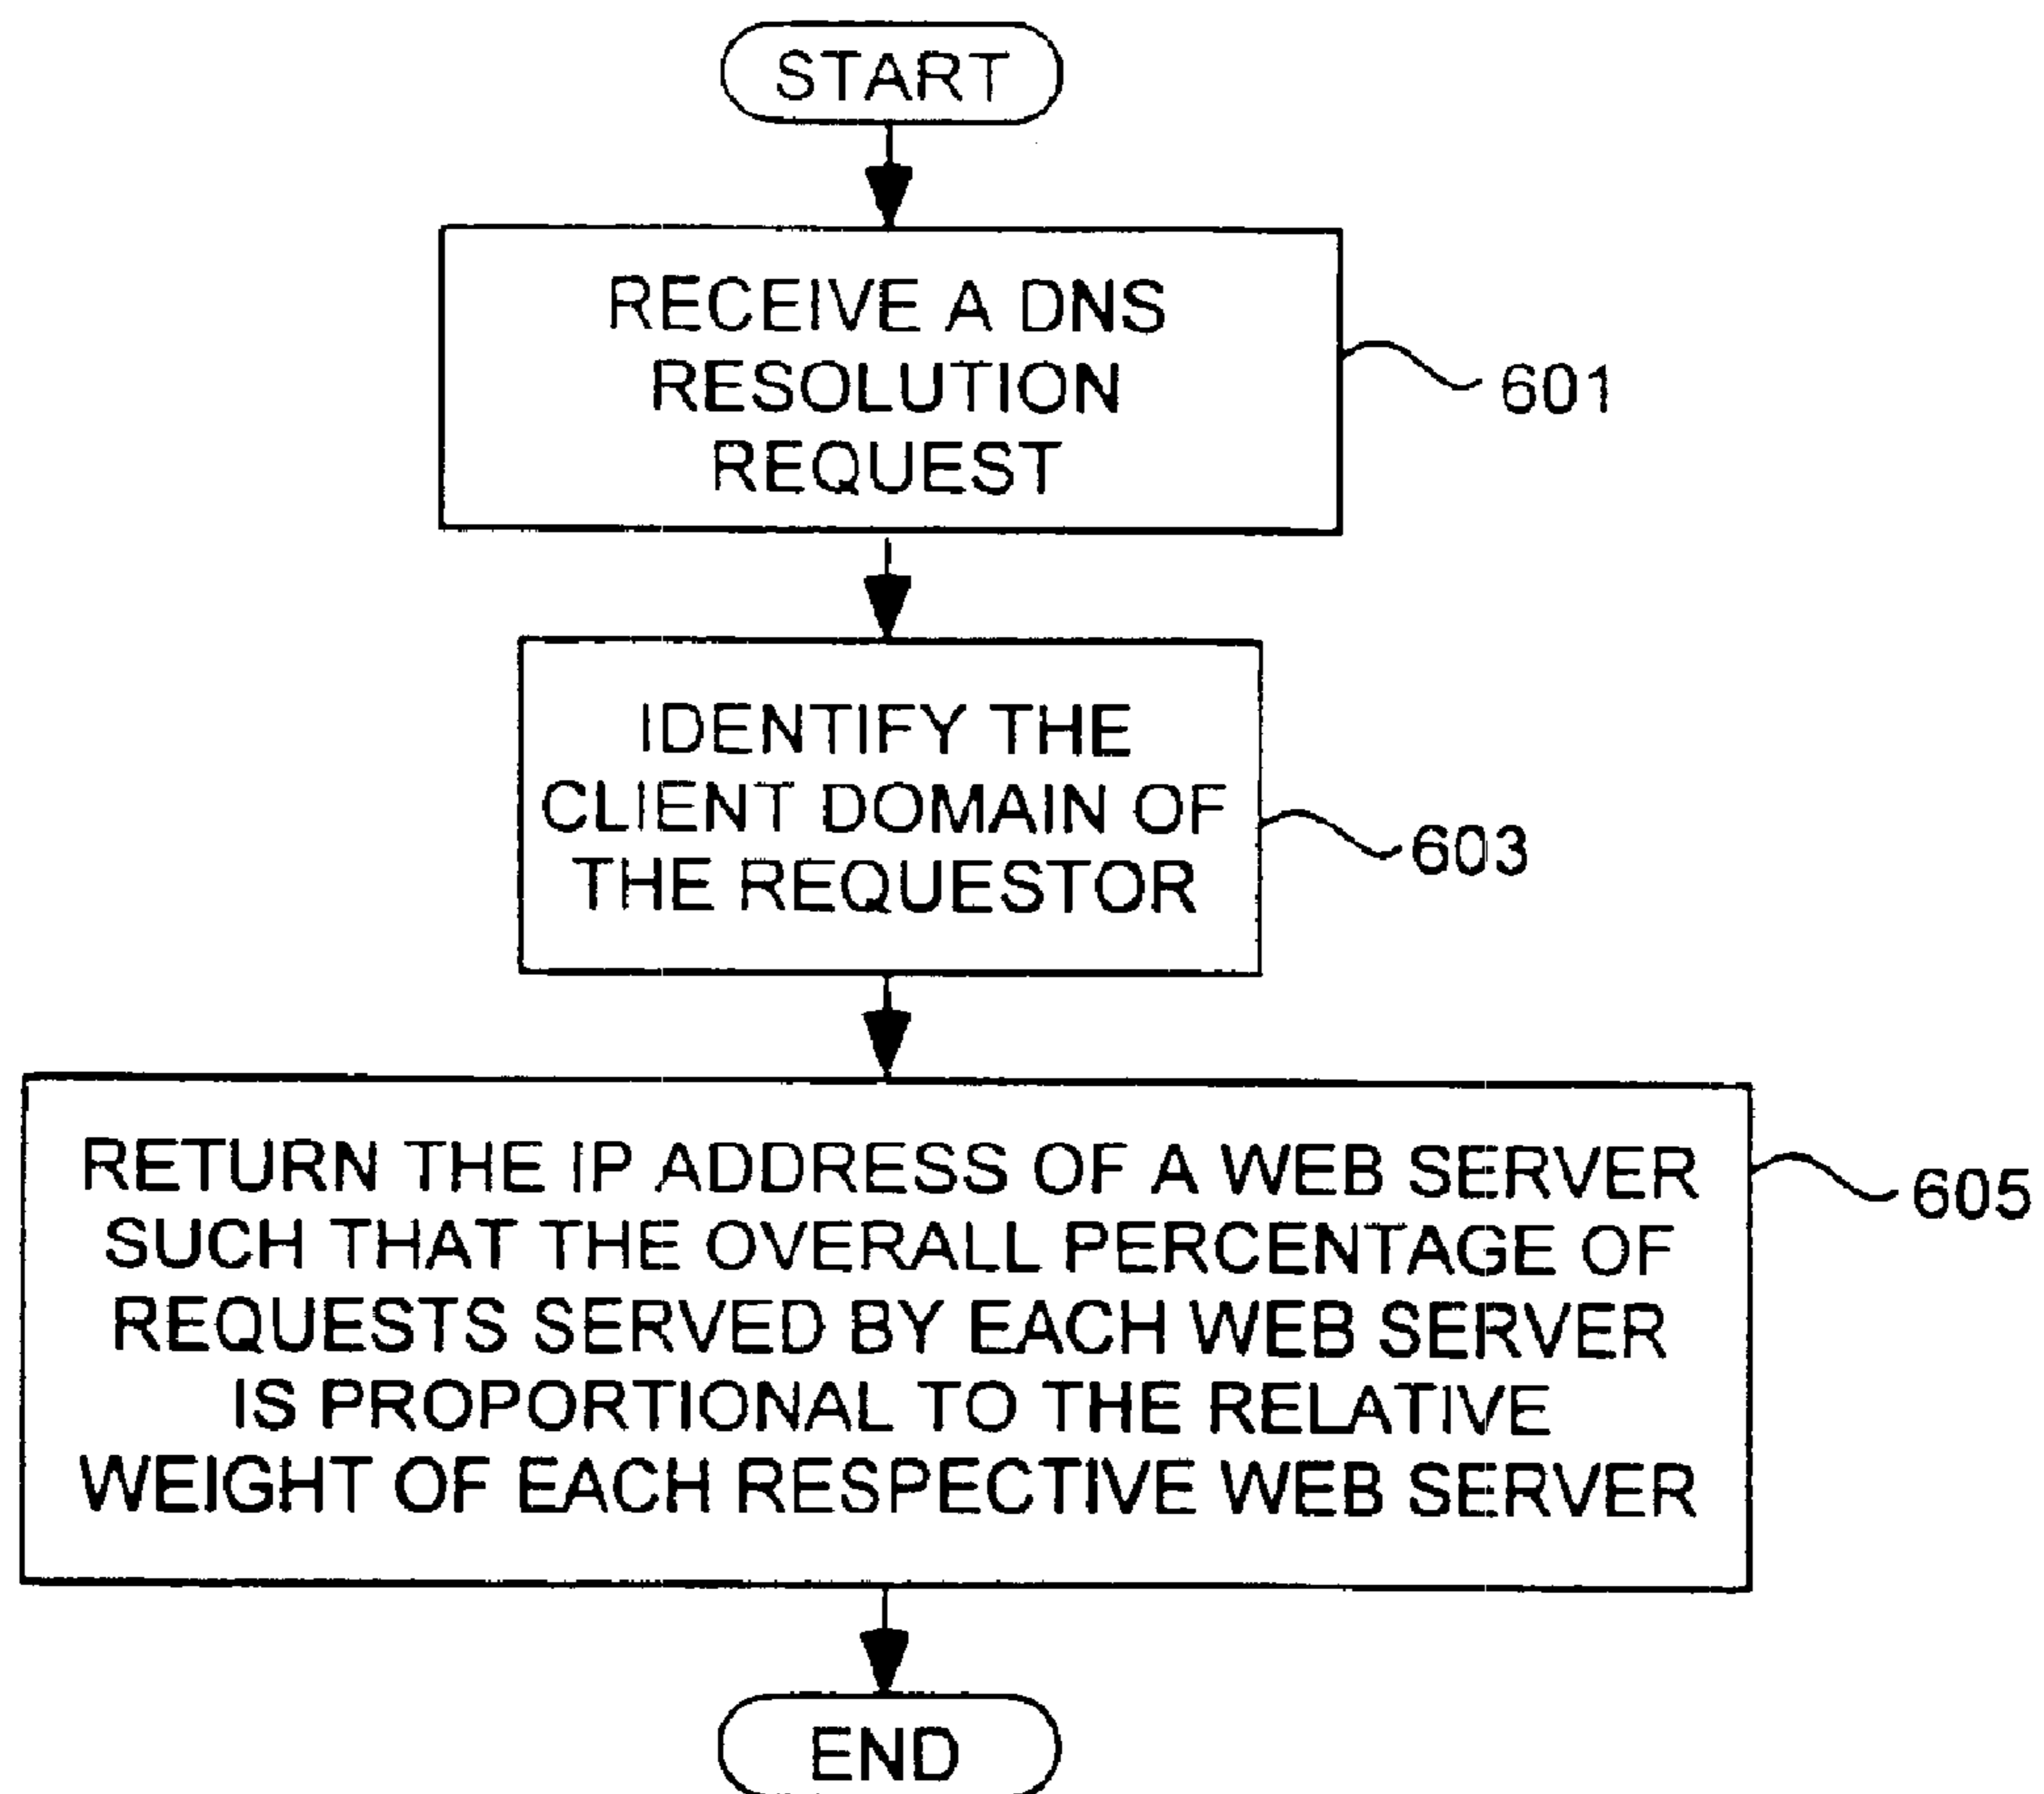 START
RECEIVE A DNS
RESOLUTION
REQUEST
601
IDENTIFY THE
CLIENT DOMAIN OF
THE REQUESTOR
603
RETURN THE IP ADDRESS OF A WEB SERVER
SUCH THAT THE OVERALL PERCENTAGE OF
REQUESTS SERVED BY EACH WEB SERVER
IS PROPORTIONAL TO THE RELATIVE
WEIGHT OF EACH RESPECTIVE WEB SERVER
605
END